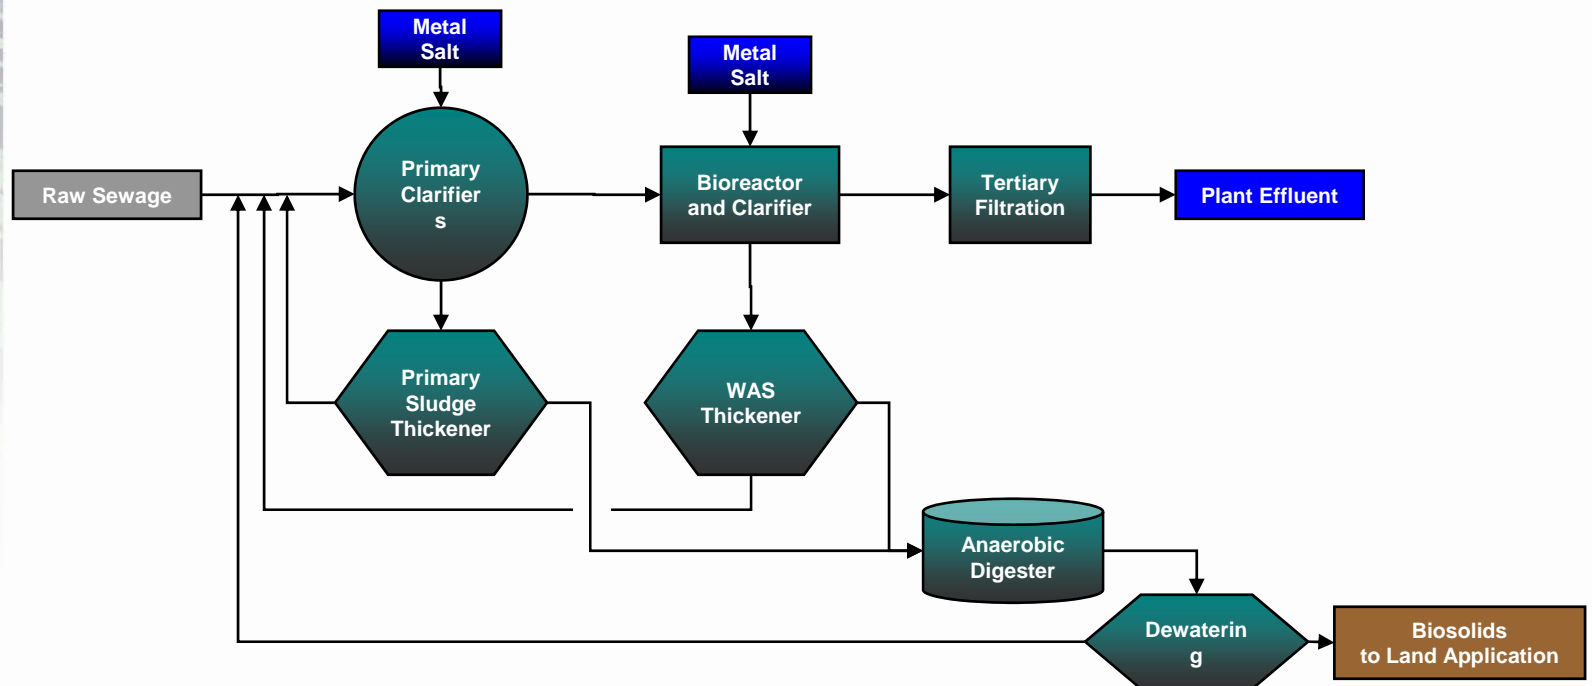 Metal
Salt
Metal
Salt
Raw Sewage
Primary
Clarifier
s
Bioreactor
and Clarifier
Tertiary
Filtration
Plant Effluent
Primary
Sludge
Thickener
WAS
Thickener
Anaerobic
Digester
Dewaterin
g
Biosolids
to Land Application